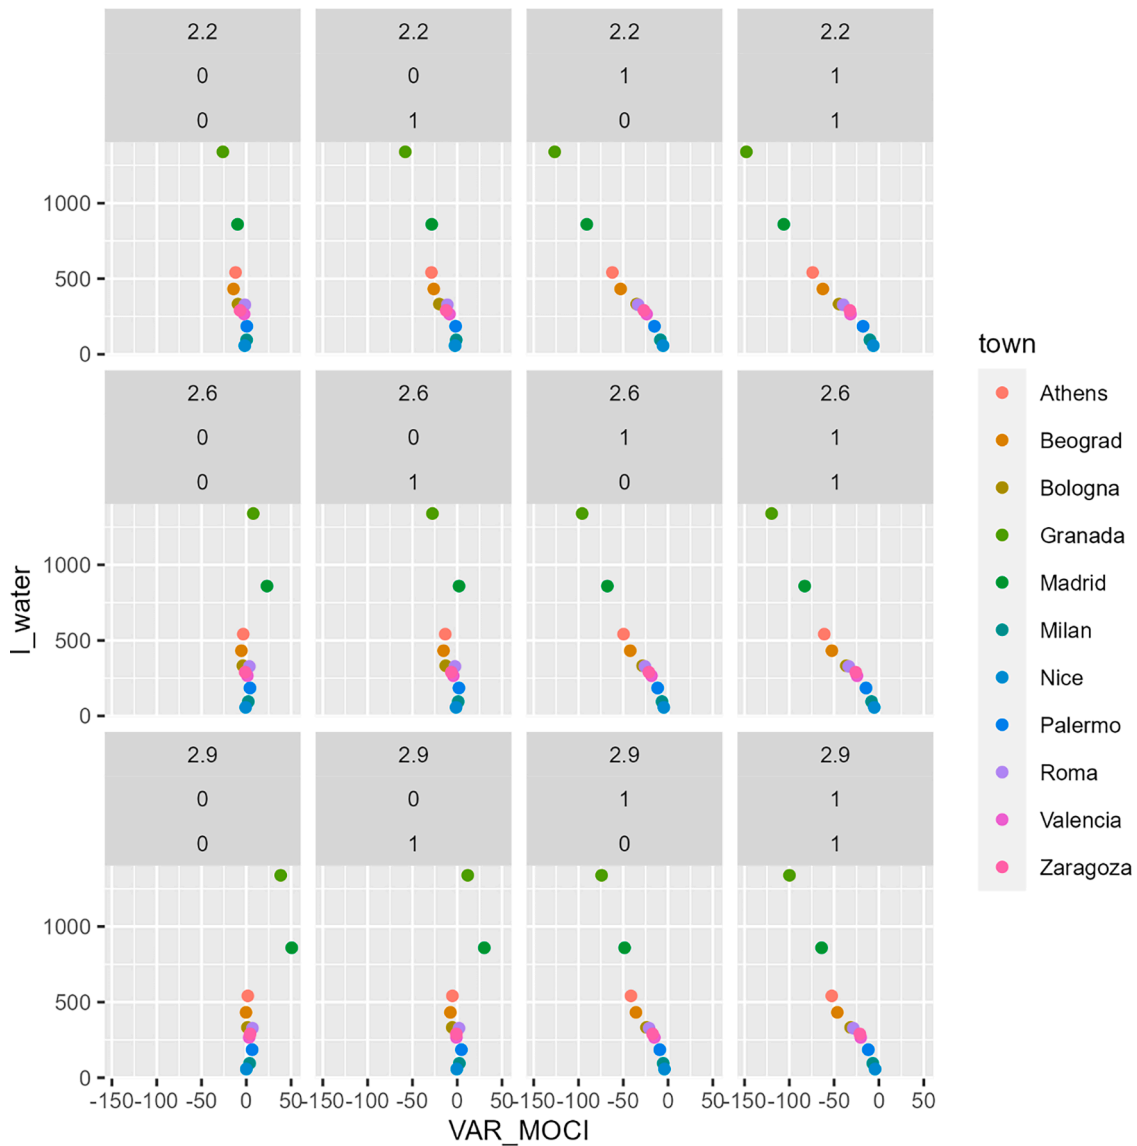 2.2 2.2 2.2 2.2
0 0 1 1
0 1 0 1
1000
500
0
2.6 2.6 2.6 2.6
0 0 1 1
0 1 0 1
1000
500
0
2.9 2.9 2.9 2.9
0 0 1 1
0 1 0 1
1000
500
0
-150 -100 -50 0 50 -150 -100 -50 0 50 -150 -100 -50 0 50 -150 -100 -50 0 50
VAR_MOCI
I_water
town
Athens
Beograd
Bologna
Granada
Madrid
Milan
Nice
Palermo
Roma
Valencia
Zaragoza